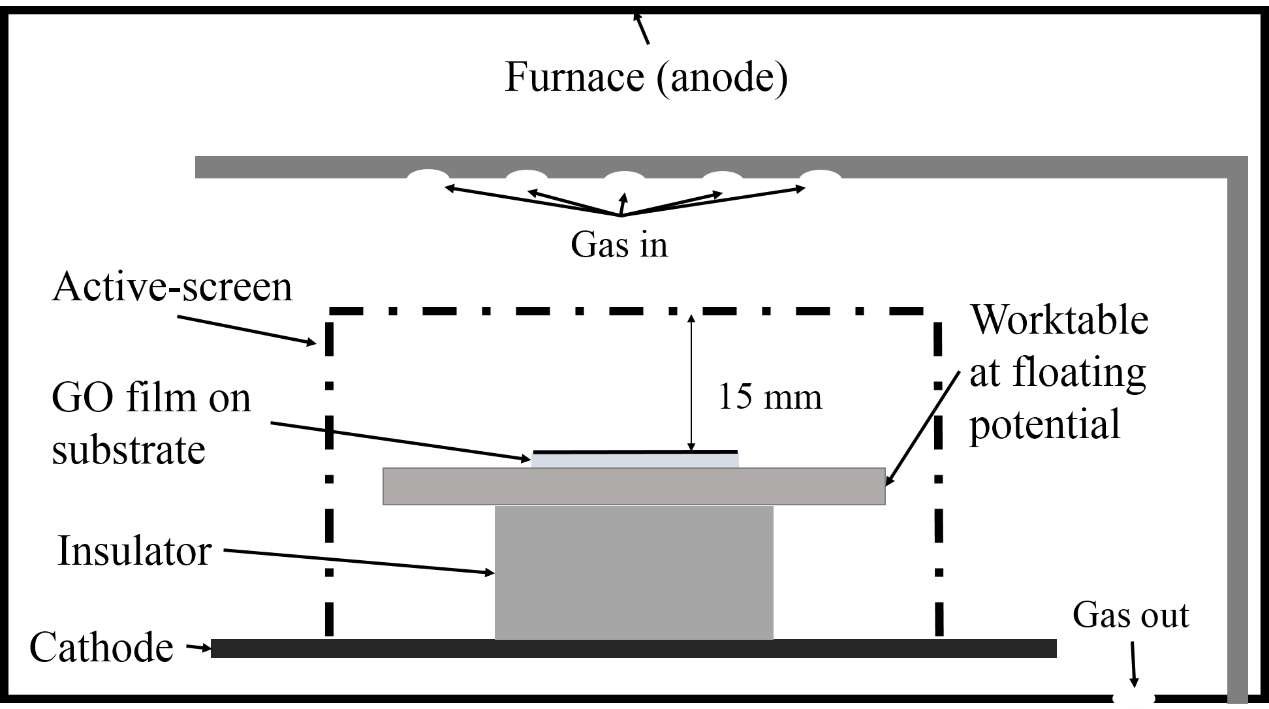 Furnace (anode)
Gas in
Active-screen
Worktable
at floating
potential
GO film on
substrate
15 mm
Insulator
Gas out
Cathode